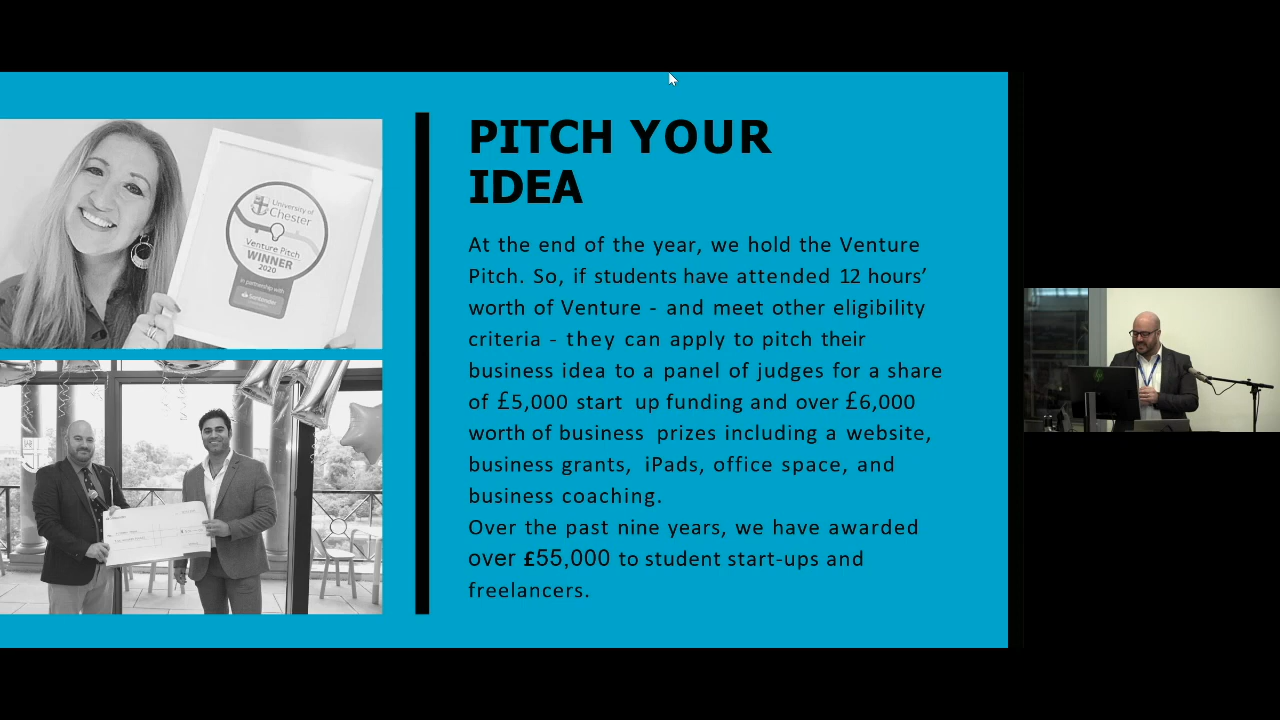 PITCH YOUR
IDEA
At the end of the year, we hold the Venture
Pitch. So, if students have attended 12 hours’
worth of Venture - and meet other eligibility
criteria - they can apply to pitch their
business idea to a panel of judges for a share
of £5,000 start up funding and over £6,000
worth of business prizes including a website,
business grants, iPads, office space, and
business coaching.
Over the past nine years, we have awarded
over £55,000 to student start-ups and
freelancers.
University of
Chester
Venture Pitch
WINNER
2020
in partnership with
Santander